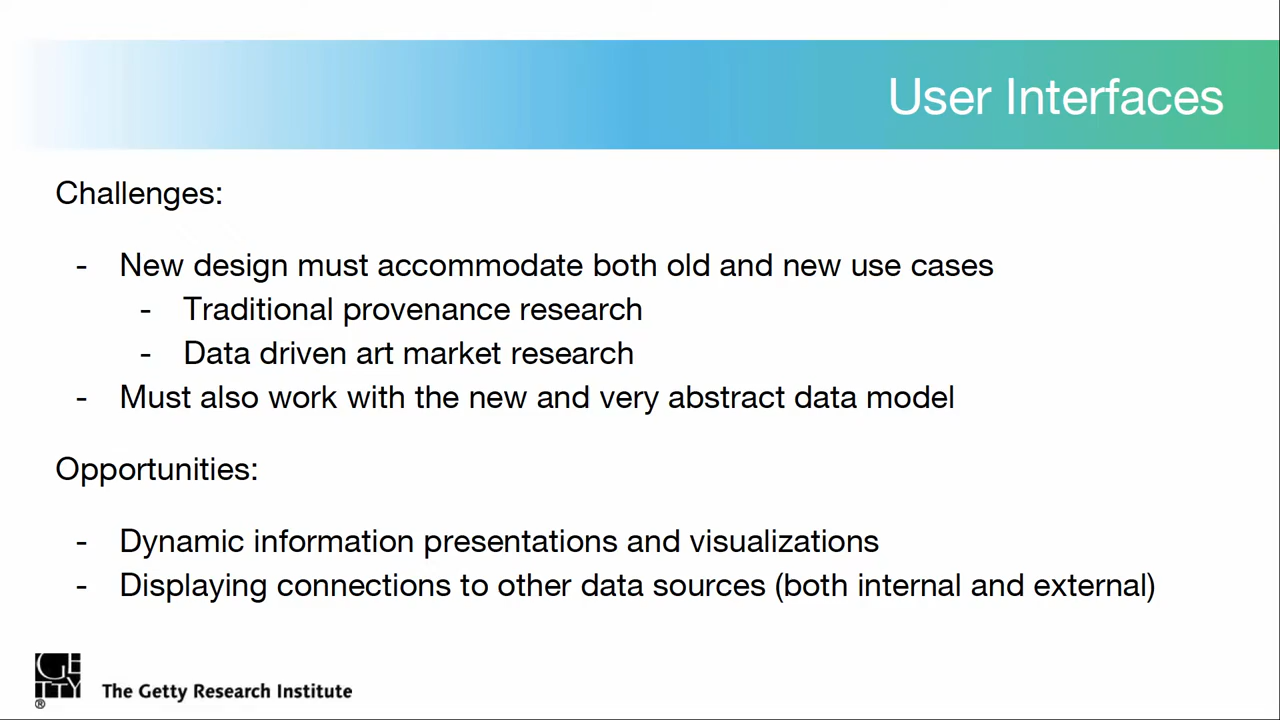 User Interfaces
Challenges:
- New design must accommodate both old and new use cases
- Traditional provenance research
- Data driven art market research
- Must also work with the new and very abstract data model
Opportunities:
- Dynamic information presentations and visualizations
- Displaying connections to other data sources (both internal and external)
GETTY
®
The Getty Research Institute